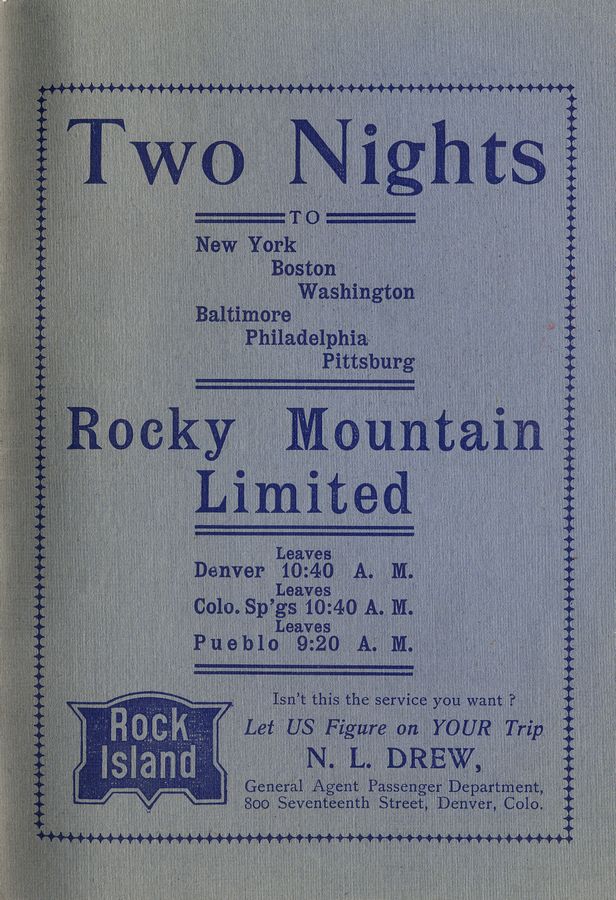 Two Nights
TO
New York
Boston
Washington
Baltimore
Philadelphia
Pittsburg
Rocky Mountain
Limited
Leaves
Denver 10:40 A. M.
Leaves
Colo. Sp'gs 10:40 A. M.
Leaves
Pueblo 9:20 A. M.
Isn't this the service you want ?
Let US Figure on YOUR Trip
N. L. DREW,
General Agent Passenger Department,
800 Seventeenth Street, Denver, Colo.
Rock
Island